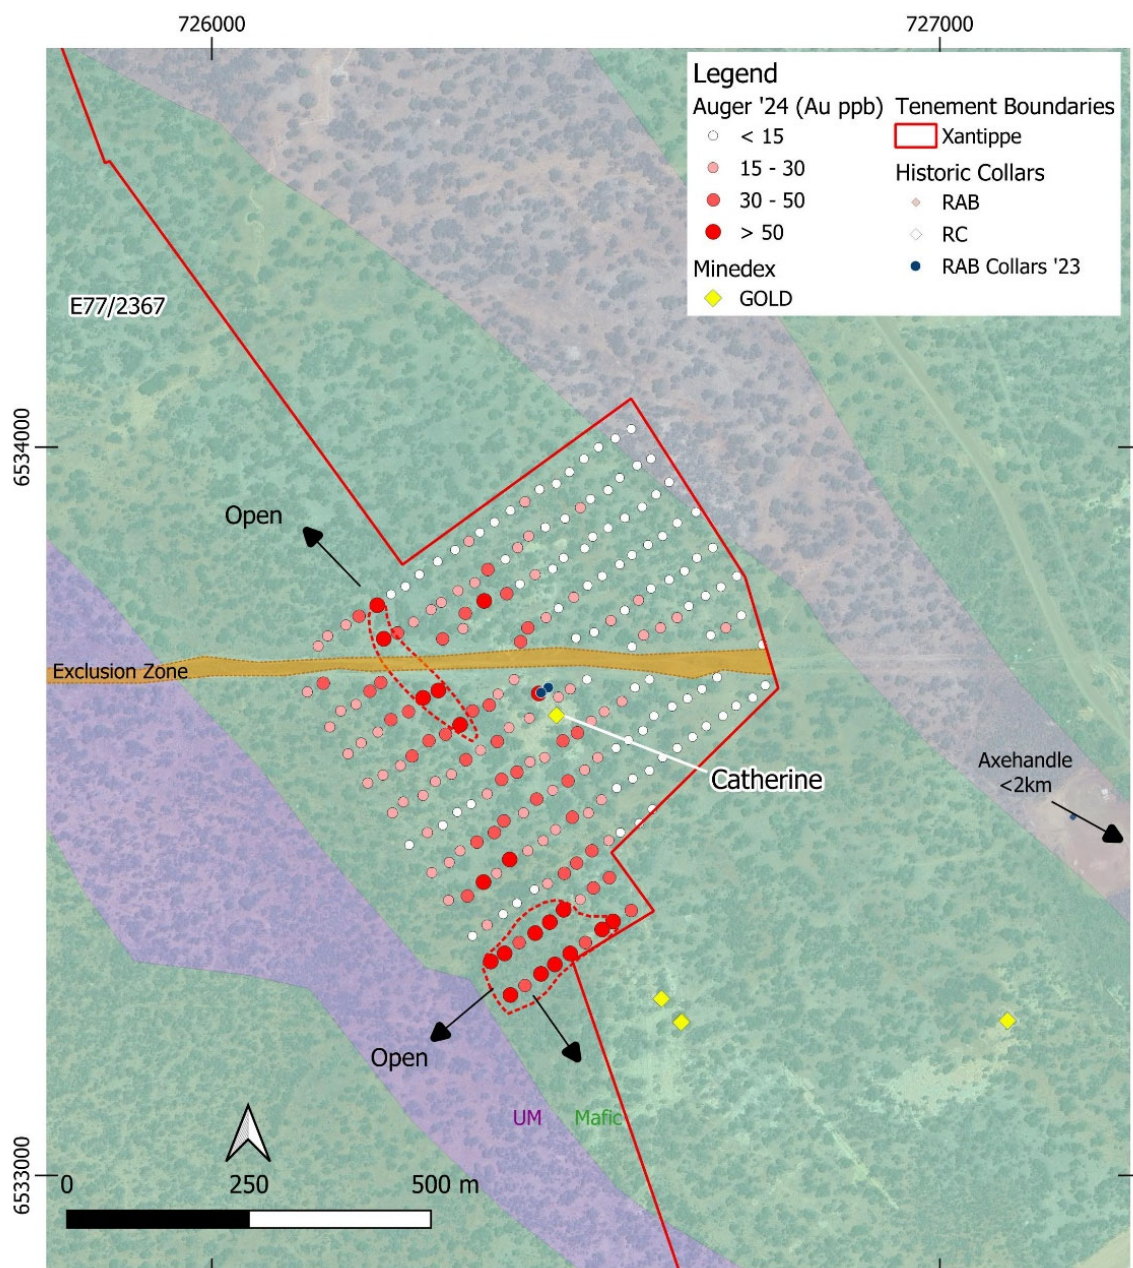 726000
727000
Legend
Auger '24 (Au ppb)
< 15
15 - 30
30 - 50
> 50
Minedex
GOLD
Tenement Boundaries
Xantippe
Historic Collars
RAB
RC
RAB Collars '23
E77/2367
6534000
Open
Exclusion Zone
Catherine
Axehandle
<2km
Open
UM
Mafic
6533000
0
250
500 m